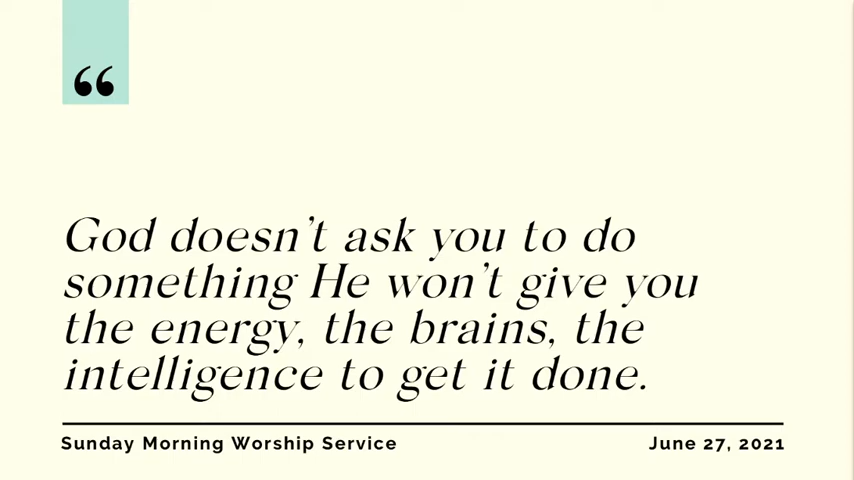 “
God doesn’t ask you to do
something He won’t give you
the energy, the brains, the
intelligence to get it done.
Sunday Morning Worship Service
June 27, 2021